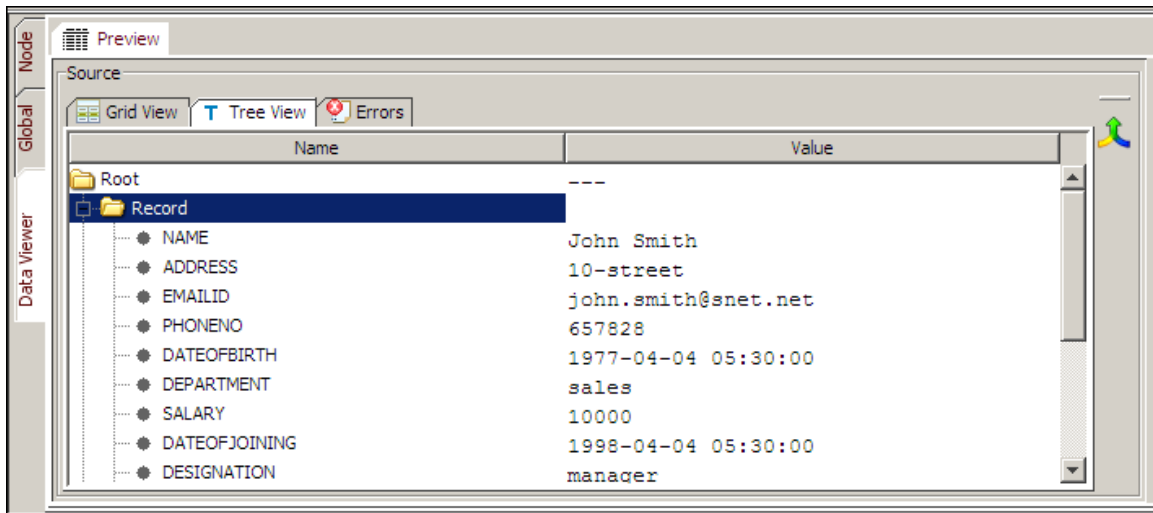 Node
Global
Data Viewer
Preview
Source
Grid View T Tree View Errors
Name Value
Root ---
Record
NAME John Smith
ADDRESS 10-street
EMAILID john.smith@snet.net
PHONENO 657828
DATEOFBIRTH 1977-04-04 05:30:00
DEPARTMENT sales
SALARY 10000
DATEOFJOINING 1998-04-04 05:30:00
DESIGNATION manager